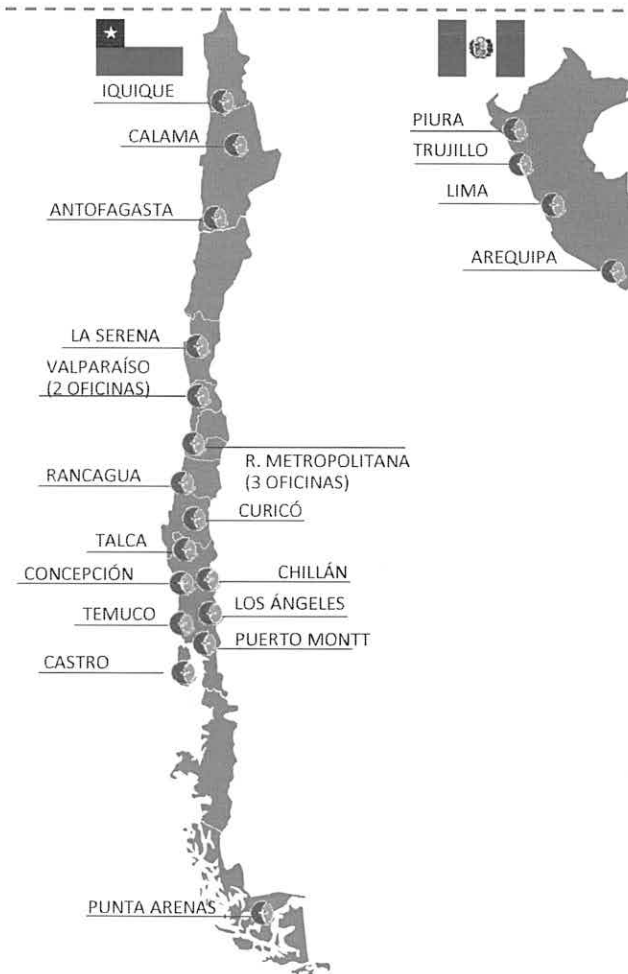 IQUIQUE
CALAMA
ANTOFAGASTA
LA SERENA
VALPARAÍSO
(2 OFICINAS)
R. METROPOLITANA
(3 OFICINAS)
RANCAGUA
CURICÓ
TALCA
CONCEPCIÓN
CHILLÁN
LOS ÁNGELES
TEMUCO
PUERTO MONTT
CASTRO
PUNTA ARENAS
PIURA
TRUJILLO
LIMA
AREQUIPA